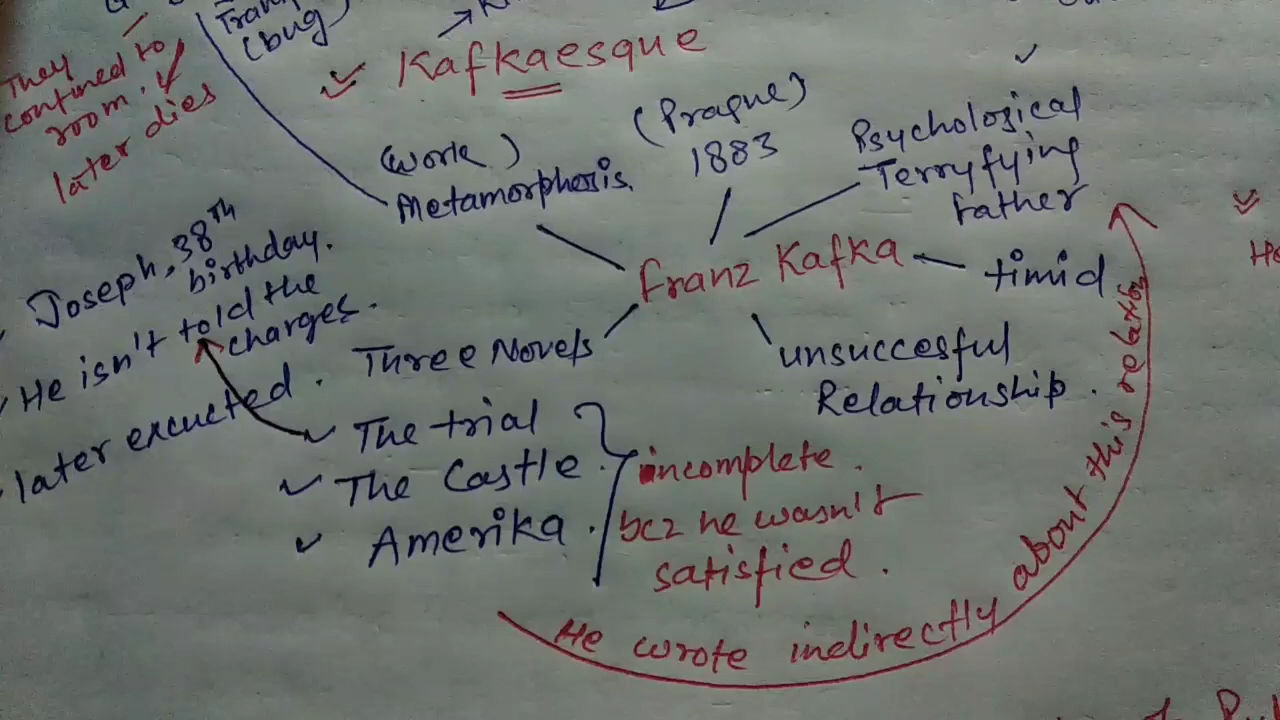 (bug)
They
confined to
room.
later dies
Kafkaesque
(work)
Metamorphosis.
(Prague)
1883
Psychological
Terryfying
father
Franz Kafka
timid
unsuccesful
Relationship.
Joseph, 38th
birthday.
He isn't told the
charges.
later excucted.
Three Novels
The trial
The Castle.
Amerika.
incomplete.
bcz he wasn't
satisfied.
He wrote indirectly about this relation